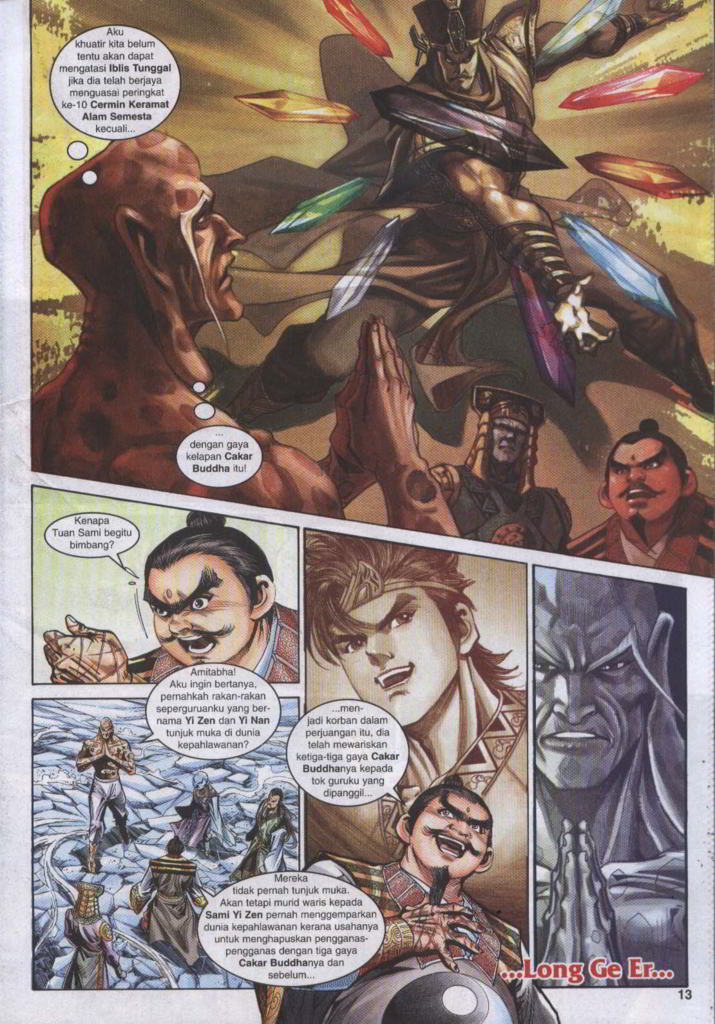 Aku
khuatir kita belum
tentu akan dapat
mengatasi Iblis Tunggal
jika dia telah berjaya
menguasai peringkat
ke-10 Cermin Keramat
Alam Semesta
kecuali...
...
dengan gaya
kelapan Cakar
Buddha itu!
Kenapa
Tuan Sami begitu
bimbang?
Amitabha!
Aku ingin bertanya,
pernahkah rakan-rakan
seperguruanku yang ber-
nama Yi Zen dan Yi Nan
tunjuk muka di dunia
kepahlawanan?
Mereka
tidak pernah tunjuk muka.
Akan tetapi murid waris kepada
Sami Yi Zen pernah menggemparkan
dunia kepahlawanan kerana usahanya
untuk menghapuskan pengganas-
pengganas dengan tiga gaya
Cakar Buddhanya dan
sebelum...
...men-
jadi korban dalam
perjuangan itu, dia
telah mewariskan
ketiga-tiga gaya Cakar
Buddhanya kepada
tok guruku yang
dipanggil...
...Long Ge Er...
13